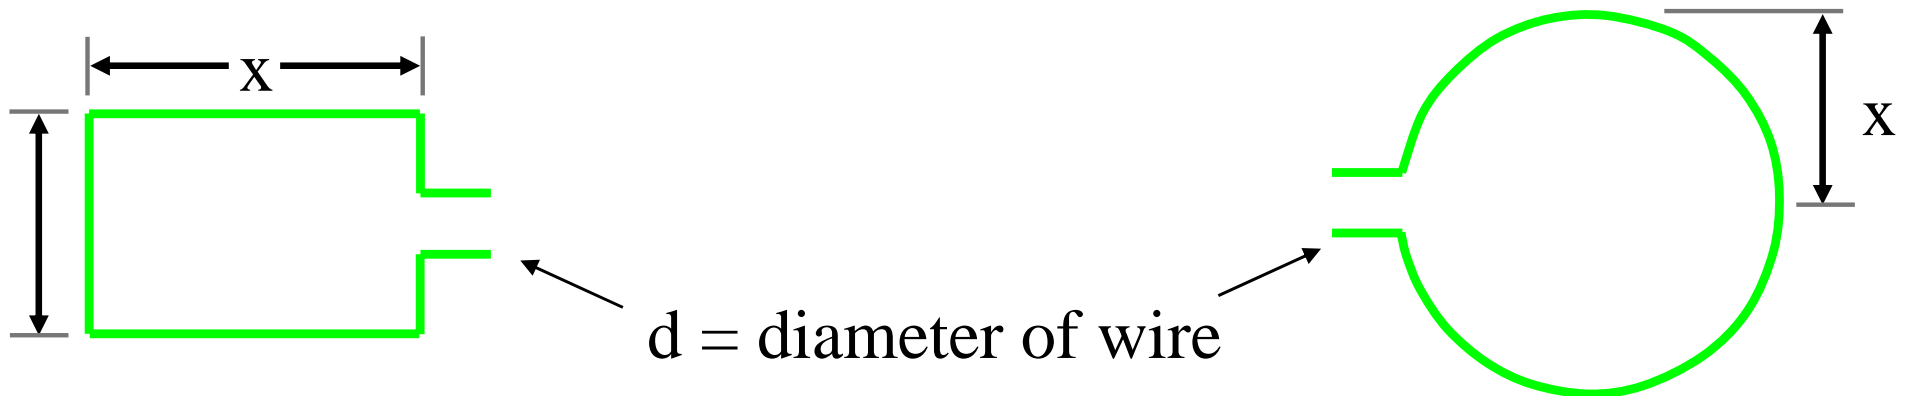 x
x
d = diameter of wire